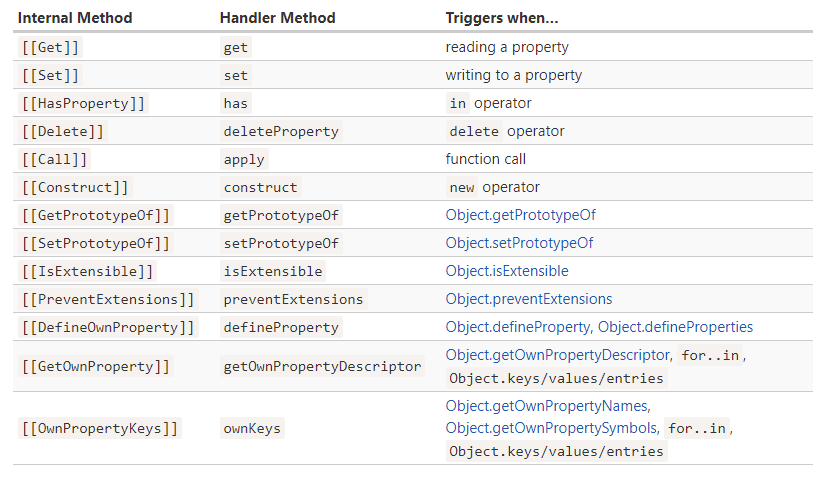 Internal Method Handler Method Triggers when...
[[Get]] get reading a property
[[Set]] set writing to a property
[[HasProperty]] has in operator
[[Delete]] deleteProperty delete operator
[[Call]] apply function call
[[Construct]] construct new operator
[[GetPrototypeOf]] getPrototypeOf Object.getPrototypeOf
[[SetPrototypeOf]] setPrototypeOf Object.setPrototypeOf
[[IsExtensible]] isExtensible Object.isExtensible
[[PreventExtensions]] preventExtensions Object.preventExtensions
[[DefineOwnProperty]] defineProperty Object.defineProperty, Object.defineProperties
[[GetOwnProperty]] getOwnPropertyDescriptor Object.getOwnPropertyDescriptor, for..in,
Object.keys/values/entries
[[OwnPropertyKeys]] ownKeys Object.getOwnPropertyNames,
Object.getOwnPropertySymbols, for..in,
Object.keys/values/entries